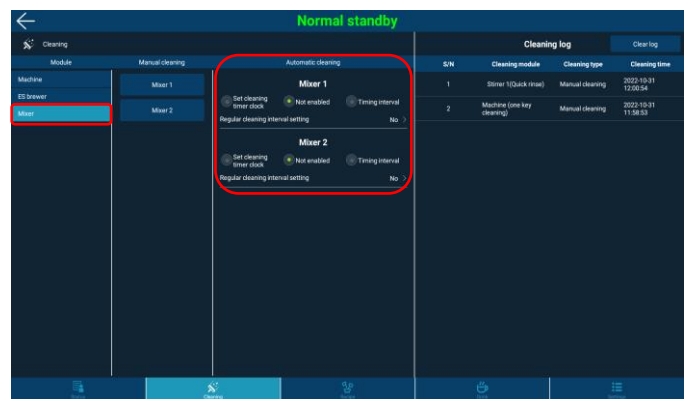 Normal standby
Cleaning
Cleaning log
Clear log
Module
Manual cleaning
Automatic cleaning
S/N
Cleaning module
Cleaning type
Cleaning time
Machine
ES brewer
Mixer
Mixer 1
Mixer 2
Mixer 1
Set cleaning
timer clock
Not enabled
Timing interval
Regular cleaning interval setting
No >
Mixer 2
Set cleaning
timer clock
Not enabled
Timing interval
Regular cleaning interval setting
No >
1
Stirrer 1(Quick rinse)
Manual cleaning
2022-10-31
12:00:54
2
Machine (one key
cleaning)
Manual cleaning
2022-10-31
11:58:53
Cleaning